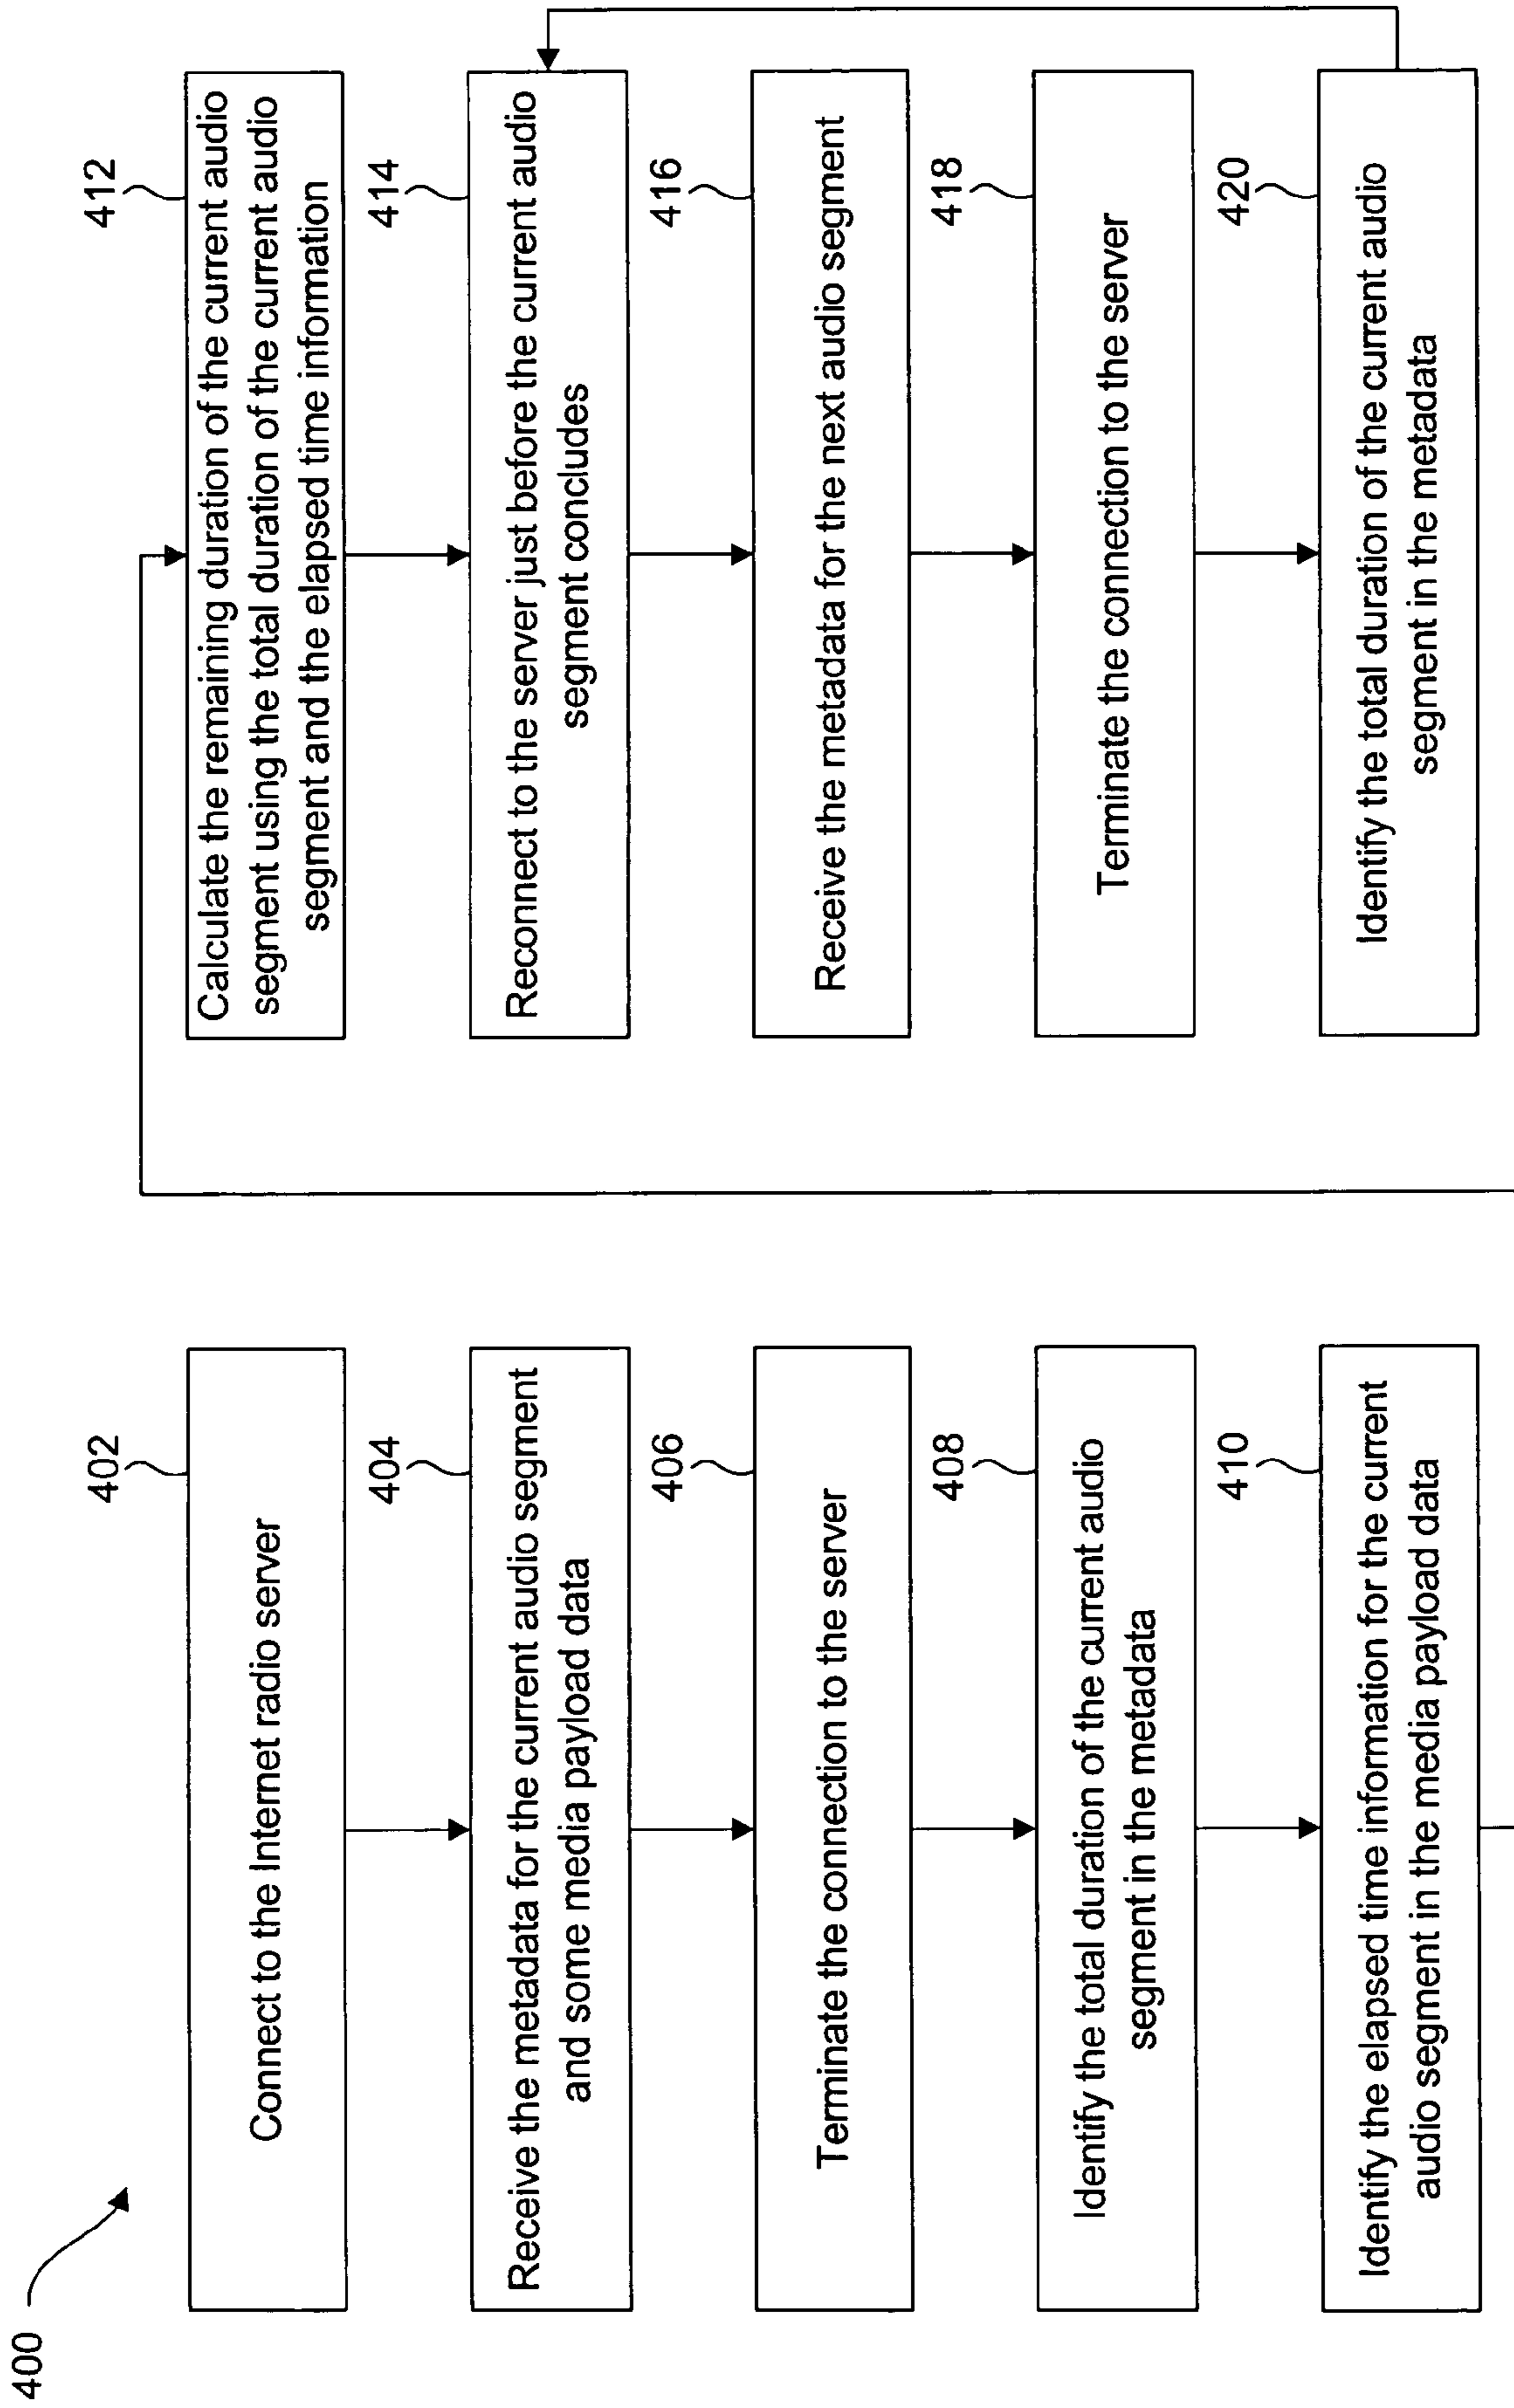 400
402
Connect to the Internet radio server
404
Receive the metadata for the current audio segment
and some media payload data
406
Terminate the connection to the server
408
Identify the total duration of the current audio
segment in the metadata
410
Identify the elapsed time information for the current
audio segment in the media payload data
412
Calculate the remaining duration of the current audio
segment using the total duration of the current audio
segment and the elapsed time information
414
Reconnect to the server just before the current audio
segment concludes
416
Receive the metadata for the next audio segment
418
Terminate the connection to the server
420
Identify the total duration of the current audio
segment in the metadata